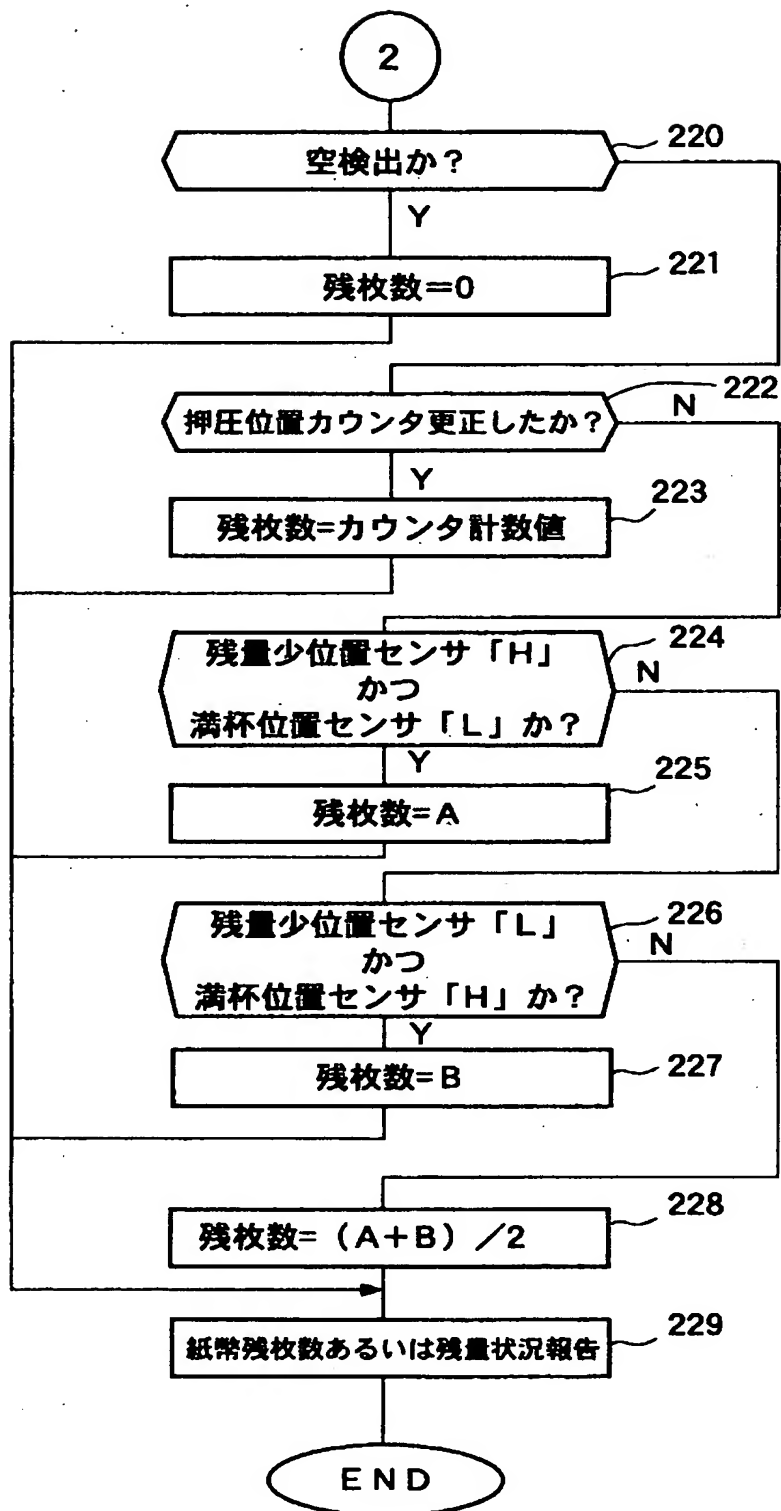 2
空検出か?
220
Y
残枚数=0
221
押圧位置カウンタ更正したか?
222
N
Y
残枚数=カウンタ計数値
223
残量少位置センサ「H」
かつ
満杯位置センサ「L」か?
224
N
Y
残枚数=A
225
残量少位置センサ「L」
かつ
満杯位置センサ「H」か?
226
N
Y
残枚数=B
227
残枚数=(A+B)/2
228
紙幣残枚数あるいは残量状況報告
229
END